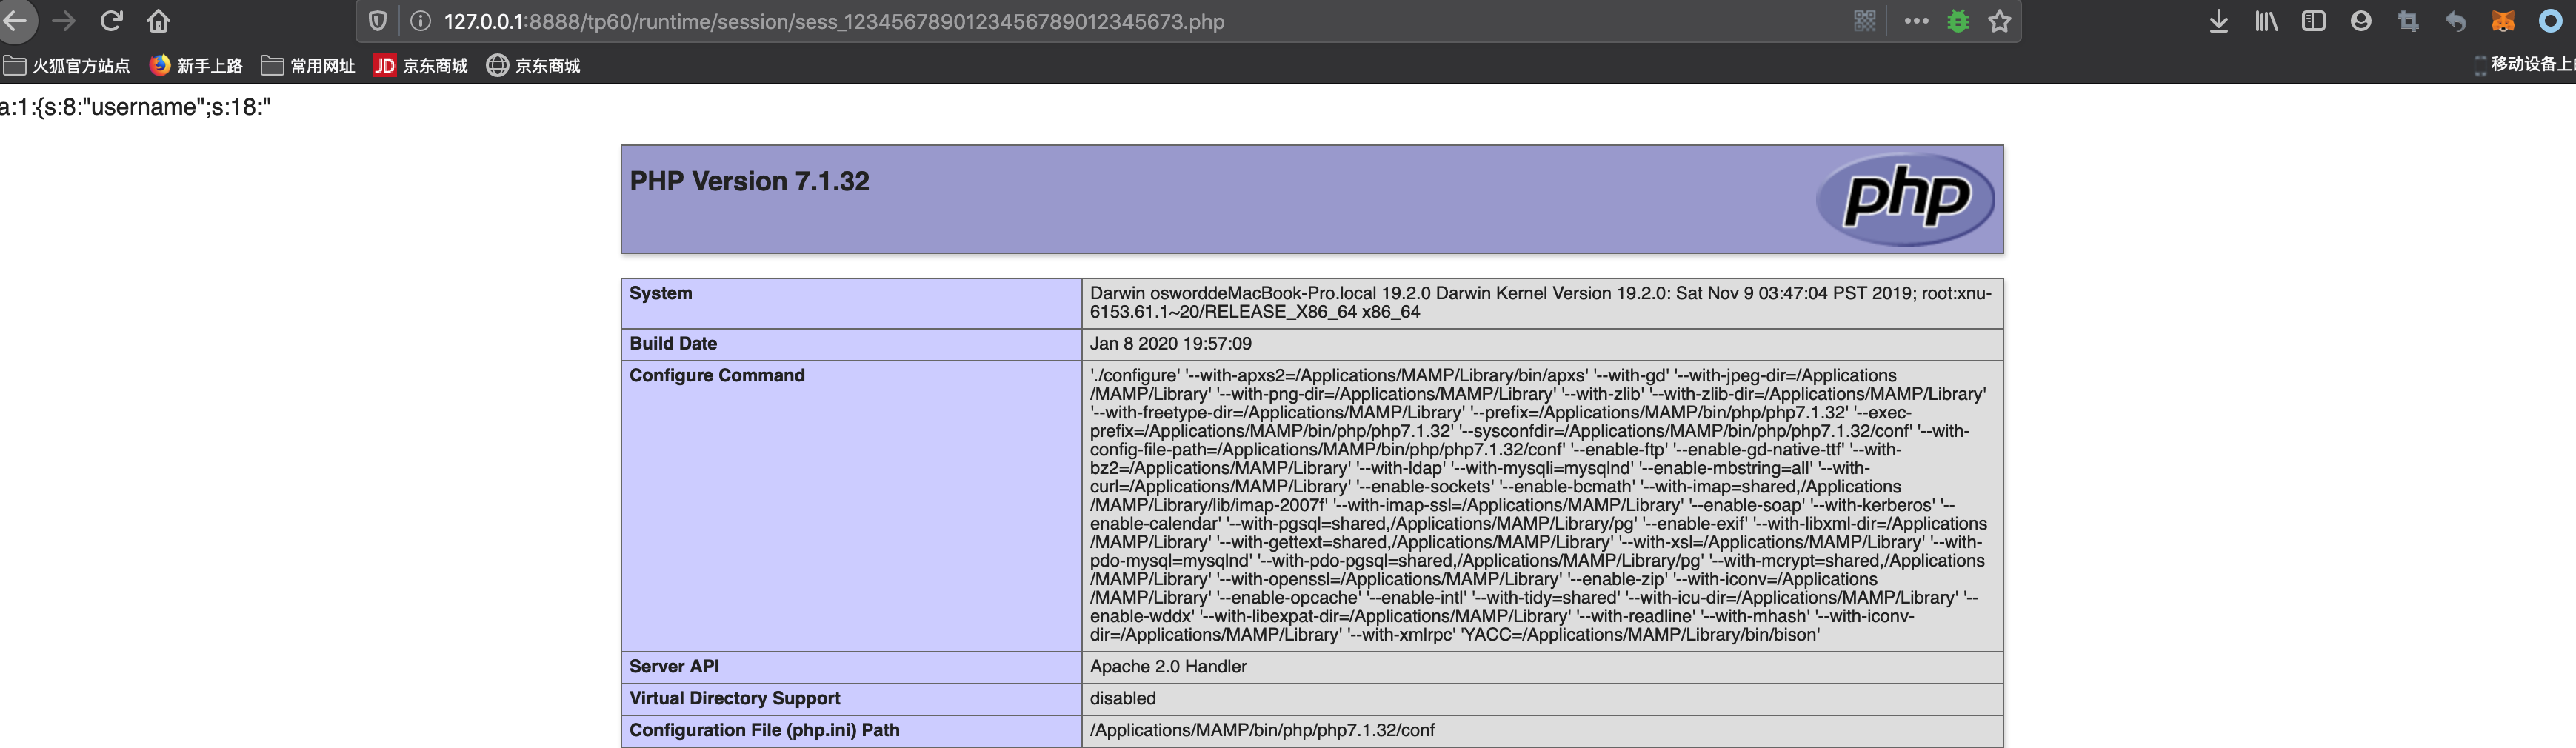 127.0.0.1:8888/tp60/runtime/session/sess_12345678901234567890123456​73.php
火狐官方站点 新手上路 常用网址 JD 京东商城 京东商城 移动设备上
a:1:{s:8:"username";s:18:"
PHP Version 7.1.32
php
System
Darwin osworddeMacBook-Pro.local 19.2.0 Darwin Kernel Version 19.2.0: Sat Nov 9 03:47:04 PST 2019; root:xnu-
6153.61.1~20/RELEASE_X86_64 x86_64
Build Date
Jan 8 2020 19:57:09
Configure Command
'./configure' '--with-apxs2=/Applications/MAMP/Library/bin/apxs' '--with-gd' '--with-jpeg-dir=/Applications
/MAMP/Library' '--with-png-dir=/Applications/MAMP/Library' '--with-zlib' '--with-zlib-dir=/Applications/MAMP/Library'
'--with-freetype-dir=/Applications/MAMP/Library' '--prefix=/Applications/MAMP/bin/php/php7.1.32' '--exec-
prefix=/Applications/MAMP/bin/php/php7.1.32' '--sysconfdir=/Applications/MAMP/bin/php/php7.1.32/conf' '--with-
config-file-path=/Applications/MAMP/bin/php/php7.1.32/conf' '--enable-ftp' '--enable-gd-native-ttf' '--with-
bz2=/Applications/MAMP/Library' '--with-ldap' '--with-mysqli=mysqlnd' '--enable-mbstring=all' '--with-
curl=/Applications/MAMP/Library' '--enable-sockets' '--enable-bcmath' '--with-imap=shared,/Applications
/MAMP/Library/lib/imap-2007f' '--with-imap-ssl=/Applications/MAMP/Library' '--enable-soap' '--with-kerberos' '--
enable-calendar' '--with-pgsql=shared,/Applications/MAMP/Library/pg' '--enable-exif' '--with-libxml-dir=/Applications
/MAMP/Library' '--with-gettext=shared,/Applications/MAMP/Library' '--with-xsl=/Applications/MAMP/Library' '--with-
pdo-mysql=mysqlnd' '--with-pdo-pgsql=shared,/Applications/MAMP/Library/pg' '--with-mcrypt=shared,/Applications
/MAMP/Library' '--with-openssl=/Applications/MAMP/Library' '--enable-zip' '--with-iconv=/Applications
/MAMP/Library' '--enable-opcache' '--enable-intl' '--with-tidy=shared' '--with-icu-dir=/Applications/MAMP/Library' '--
enable-wddx' '--with-libexpat-dir=/Applications/MAMP/Library' '--with-readline' '--with-mhash' '--with-iconv-
dir=/Applications/MAMP/Library' '--with-xmlrpc' 'YACC=/Applications/MAMP/Library/bin/bison'
Server API
Apache 2.0 Handler
Virtual Directory Support
disabled
Configuration File (php.ini) Path
/Applications/MAMP/bin/php/php7.1.32/conf